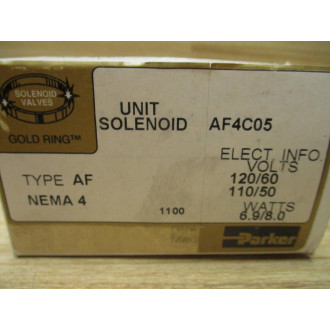 SOLENOID
VALVES
GOLD RING™
UNIT
SOLENOID AF4C05
ELECT INFO
VOLTS
TYPE AF 120/60
110/50
NEMA 4 WATTS
1100 6.9/8.0
Parker